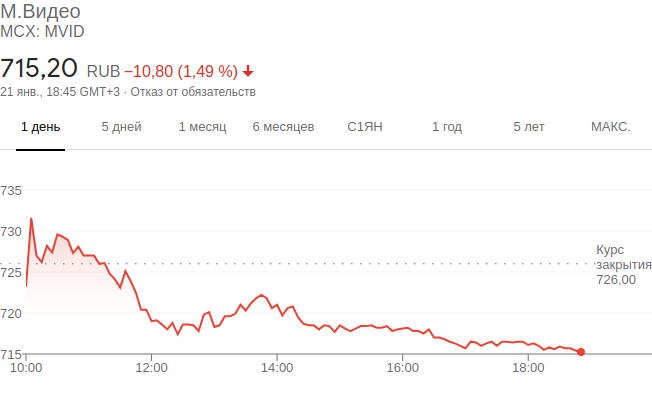 М.Видео
MCX: MVID
715,20 RUB −10,80 (1,49 %)
21 янв., 18:45 GMT+3 · Отказ от обязательств
1 день 5 дней 1 месяц 6 месяцев С1ЯН 1 год 5 лет МАКС.
735
730
Курс
закрытия
726,00
725
720
715
10:00 12:00 14:00 16:00 18:00